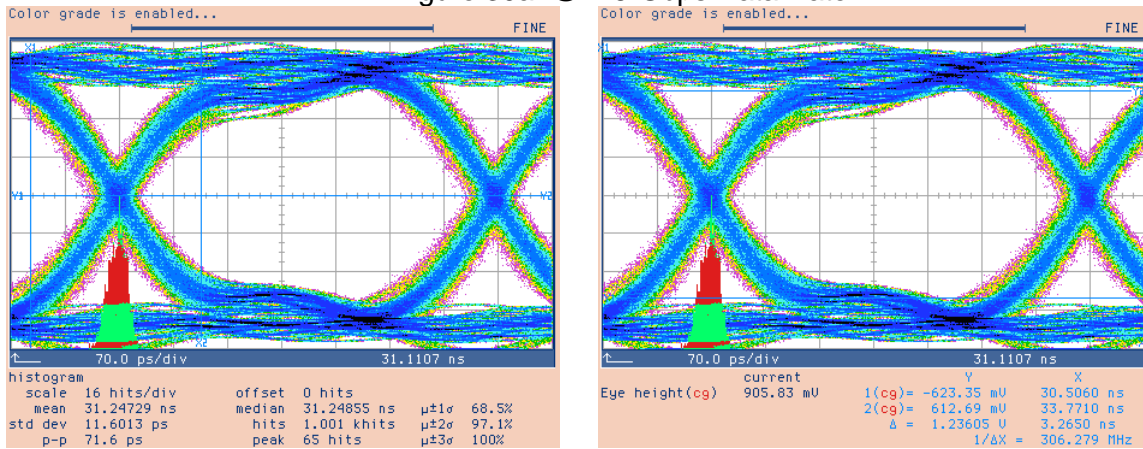 Color grade is enabled...
FINE
X1
Y1
Y2
X2
70.0 ps/div
31.1107 ns
histogram
scale 16 hits/div offset 0 hits
mean 31.24729 ns median 31.24855 ns µ±1σ 68.5%
std dev 11.6013 ps hits 1.001 khits µ±2σ 97.1%
p-p 71.6 ps peak 65 hits µ±3σ 100%
Color grade is enabled...
FINE
70.0 ps/div
31.1107 ns
current Y X
Eye height(cg) 905.83 mV 1(cg)= -623.35 mV 30.5060 ns
2(cg)= 612.69 mV 33.7710 ns
Δ = 1.23605 V 3.2650 ns
1/ΔX = 306.279 MHz